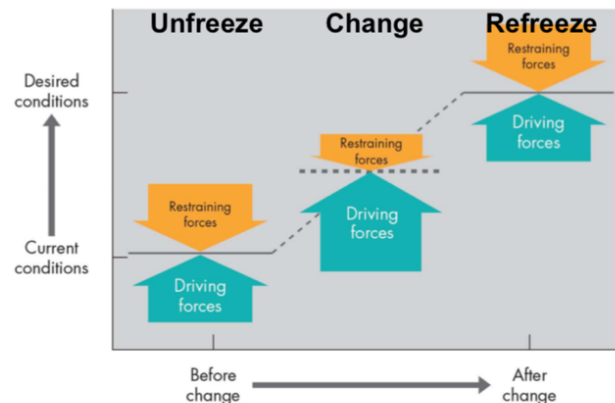 Unfreeze Change Refreeze
Restraining
forces
Desired
conditions
Driving
forces
Restraining
forces
Restraining
forces
Driving
forces
Current
conditions
Driving
forces
Before
change
After
change